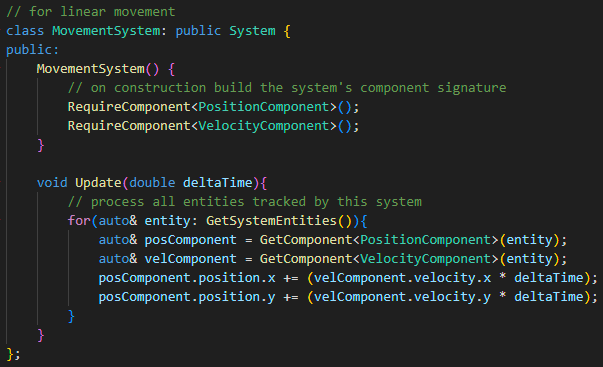 // for linear movement
class MovementSystem: public System {
public:
    MovementSystem() {
        // on construction build the system's component signature
        RequireComponent<PositionComponent>();
        RequireComponent<VelocityComponent>();
    }

    void Update(double deltaTime){
        // process all entities tracked by this system
        for(auto& entity: GetSystemEntities()){
            auto& posComponent = GetComponent<PositionComponent>(entity);
            auto& velComponent = GetComponent<VelocityComponent>(entity);
            posComponent.position.x += (velComponent.velocity.x * deltaTime);
            posComponent.position.y += (velComponent.velocity.y * deltaTime);
        }
    }
};